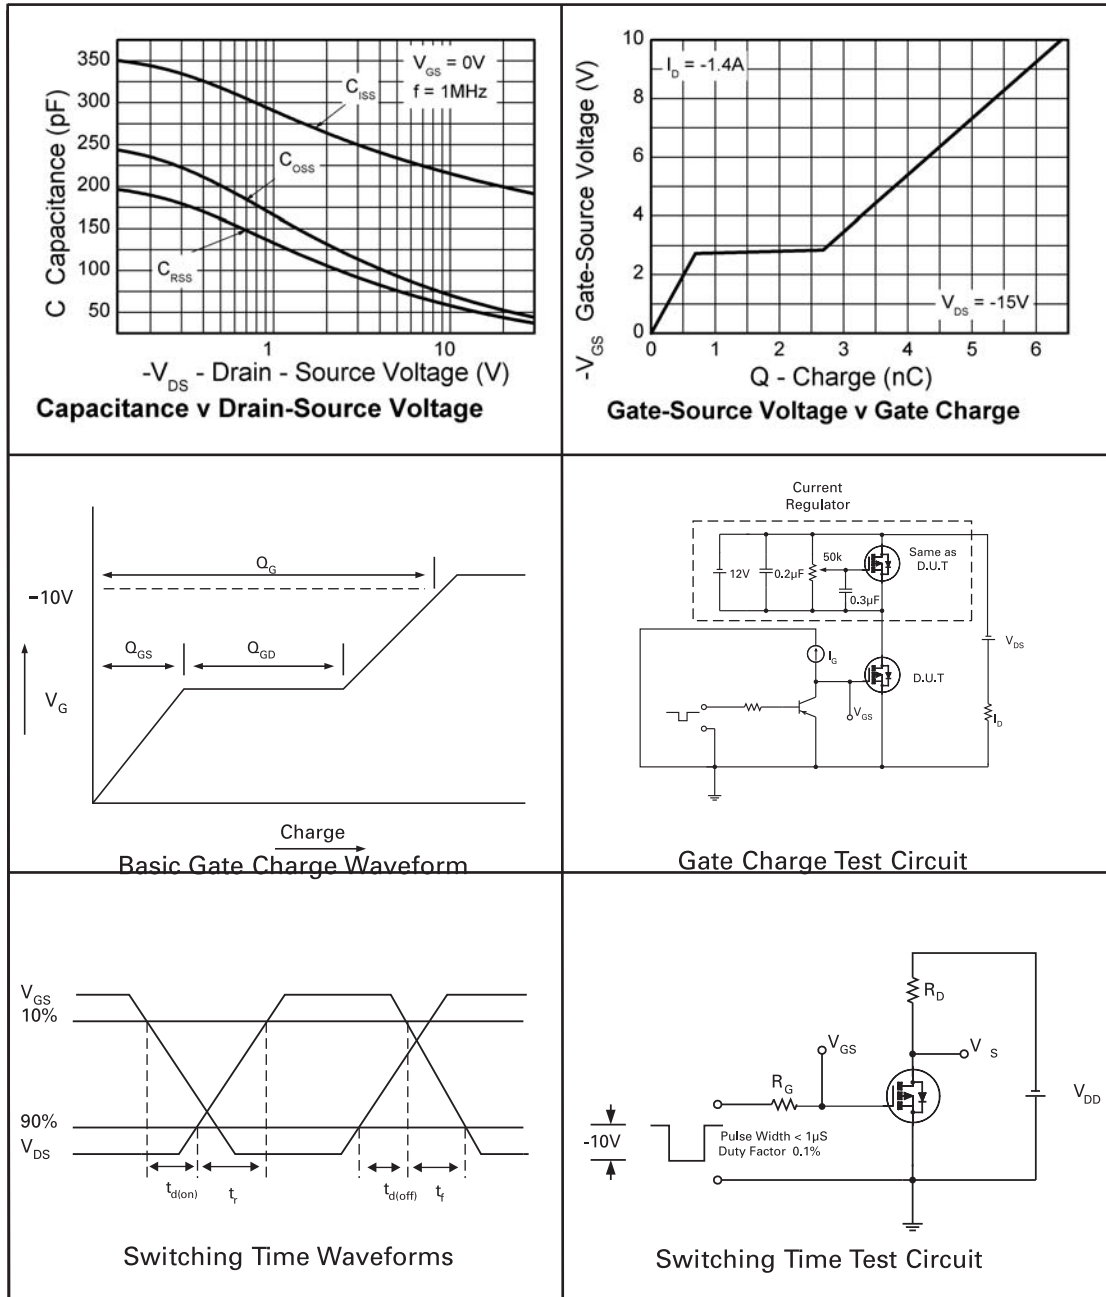 350
300
250
200
150
100
50
C Capacitance (pF)
V_GS = 0V
f = 1MHz
C_ISS
C_OSS
C_RSS
1 10
-V_DS - Drain - Source Voltage (V)
Capacitance v Drain-Source Voltage
10
8
6
4
2
0
-V_GS Gate-Source Voltage (V)
I_D = -1.4A
V_DS = -15V
0 1 2 3 4 5 6
Q - Charge (nC)
Gate-Source Voltage v Gate Charge
Q_G
-10V
Q_GS
Q_GD
V_G
Charge
Basic Gate Charge Waveform
Current
Regulator
12V
0.2µF
50k
0.3µF
Same as
D.U.T
I_G
V_GS
D.U.T
V_DS
I_D
Gate Charge Test Circuit
V_GS
10%
90%
V_DS
t_d(on)
t_r
t_d(off)
t_f
Switching Time Waveforms
R_D
V_GS
V_S
R_G
V_DD
-10V
Pulse Width < 1µS
Duty Factor 0.1%
Switching Time Test Circuit